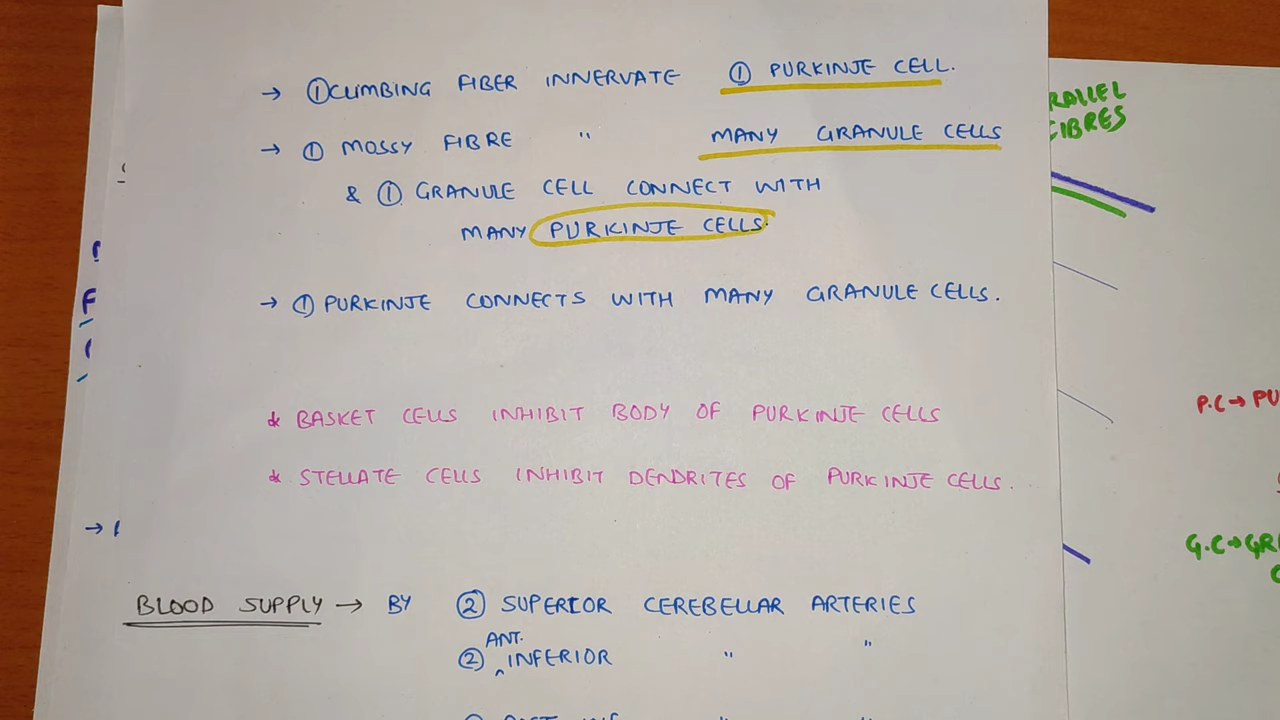 → ① CLIMBING FIBER INNERVATE ① PURKINJE CELL.
→ ① MOSSY FIBRE " MANY GRANULE CELLS
& ① GRANULE CELL CONNECT WITH
MANY PURKINJE CELLS.
→ ① PURKINJE CONNECTS WITH MANY GRANULE CELLS.
* BASKET CELLS INHIBIT BODY OF PURKINJE CELLS
* STELLATE CELLS INHIBIT DENDRITES OF PURKINJE CELLS.
BLOOD SUPPLY → BY ② SUPERIOR CEREBELLAR ARTERIES
ANT.
② ^ INFERIOR " "
RALLEL
FIBRES
P.C → PU
G.C → GR